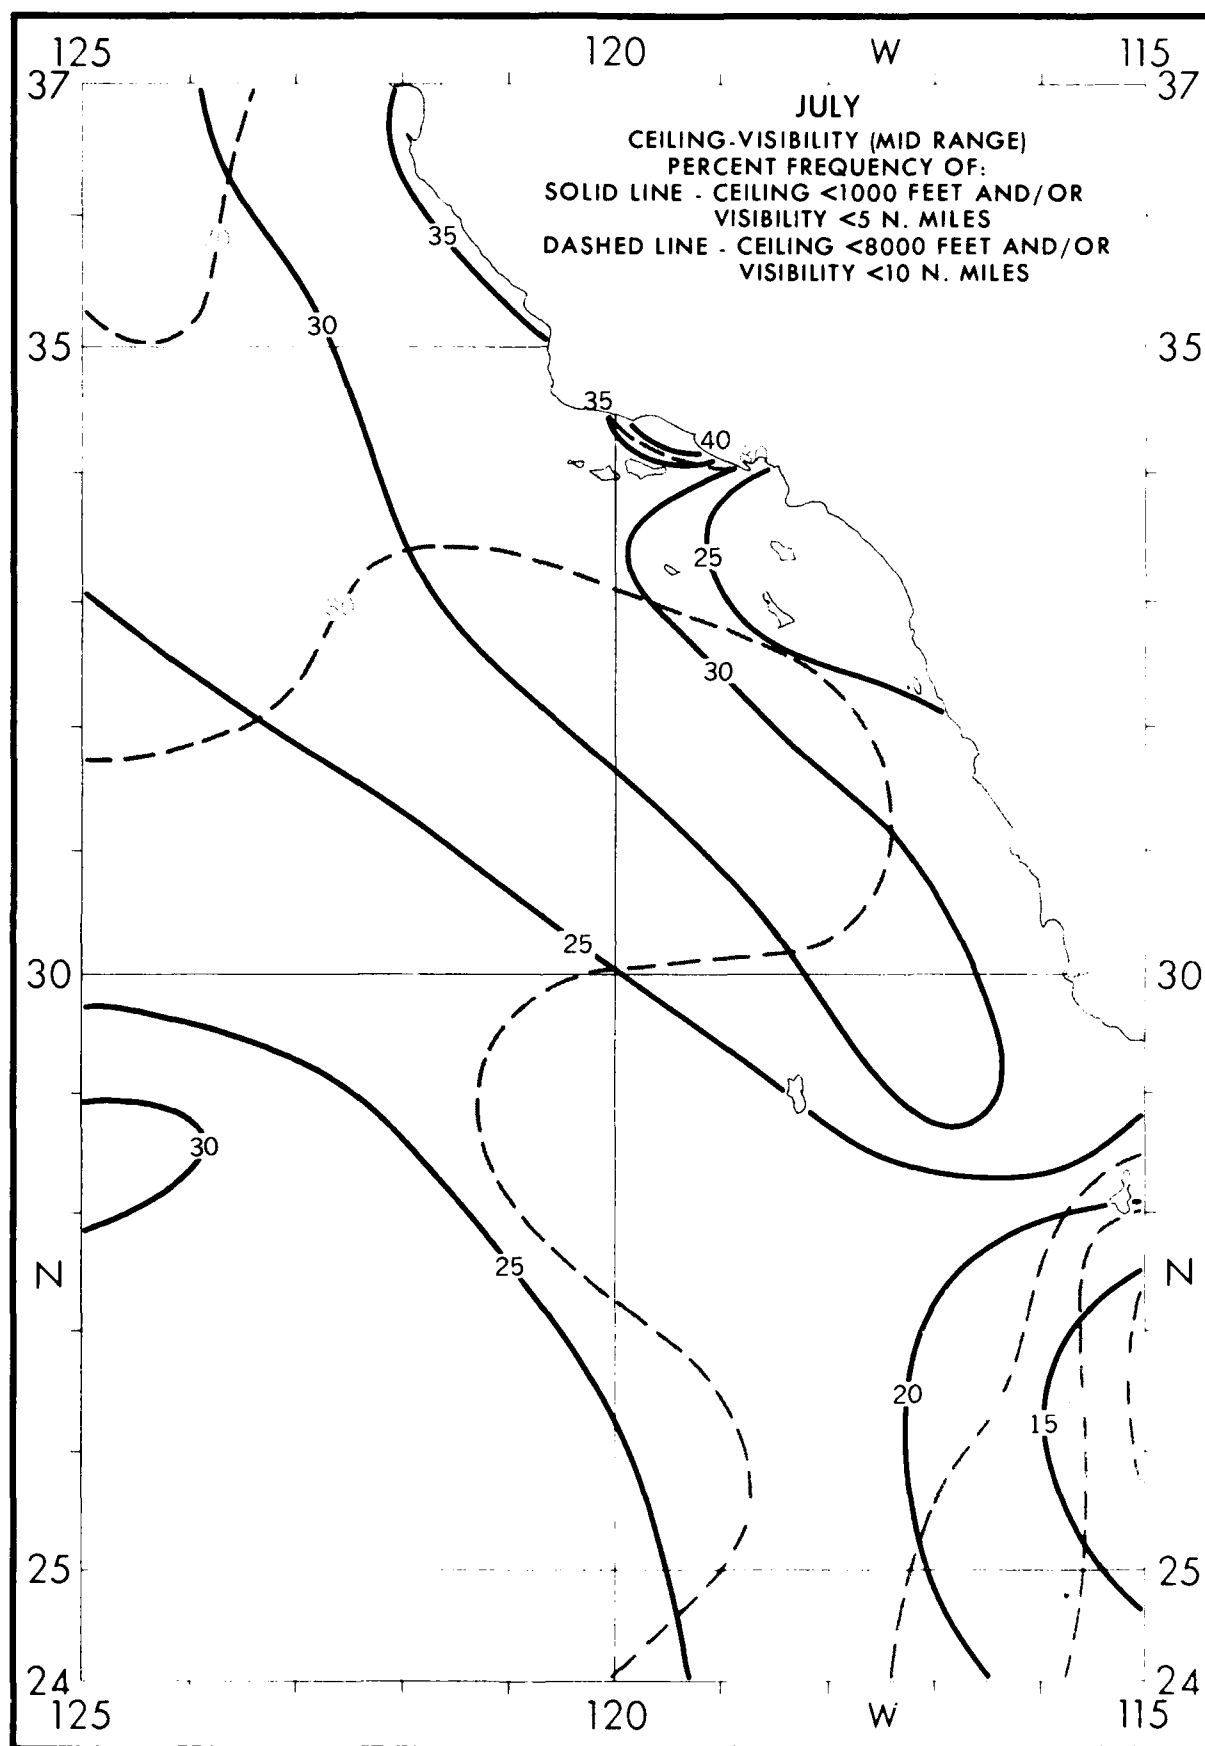 125 120 W 115
37 37
JULY
CEILING-VISIBILITY (MID RANGE)
PERCENT FREQUENCY OF:
SOLID LINE - CEILING <1000 FEET AND/OR
VISIBILITY <5 N. MILES
DASHED LINE - CEILING <8000 FEET AND/OR
VISIBILITY <10 N. MILES
35
30
35 35
35
40
25
30
25
30 30
30
25
N N
20
15
25 25
24 24
125 120 W 115